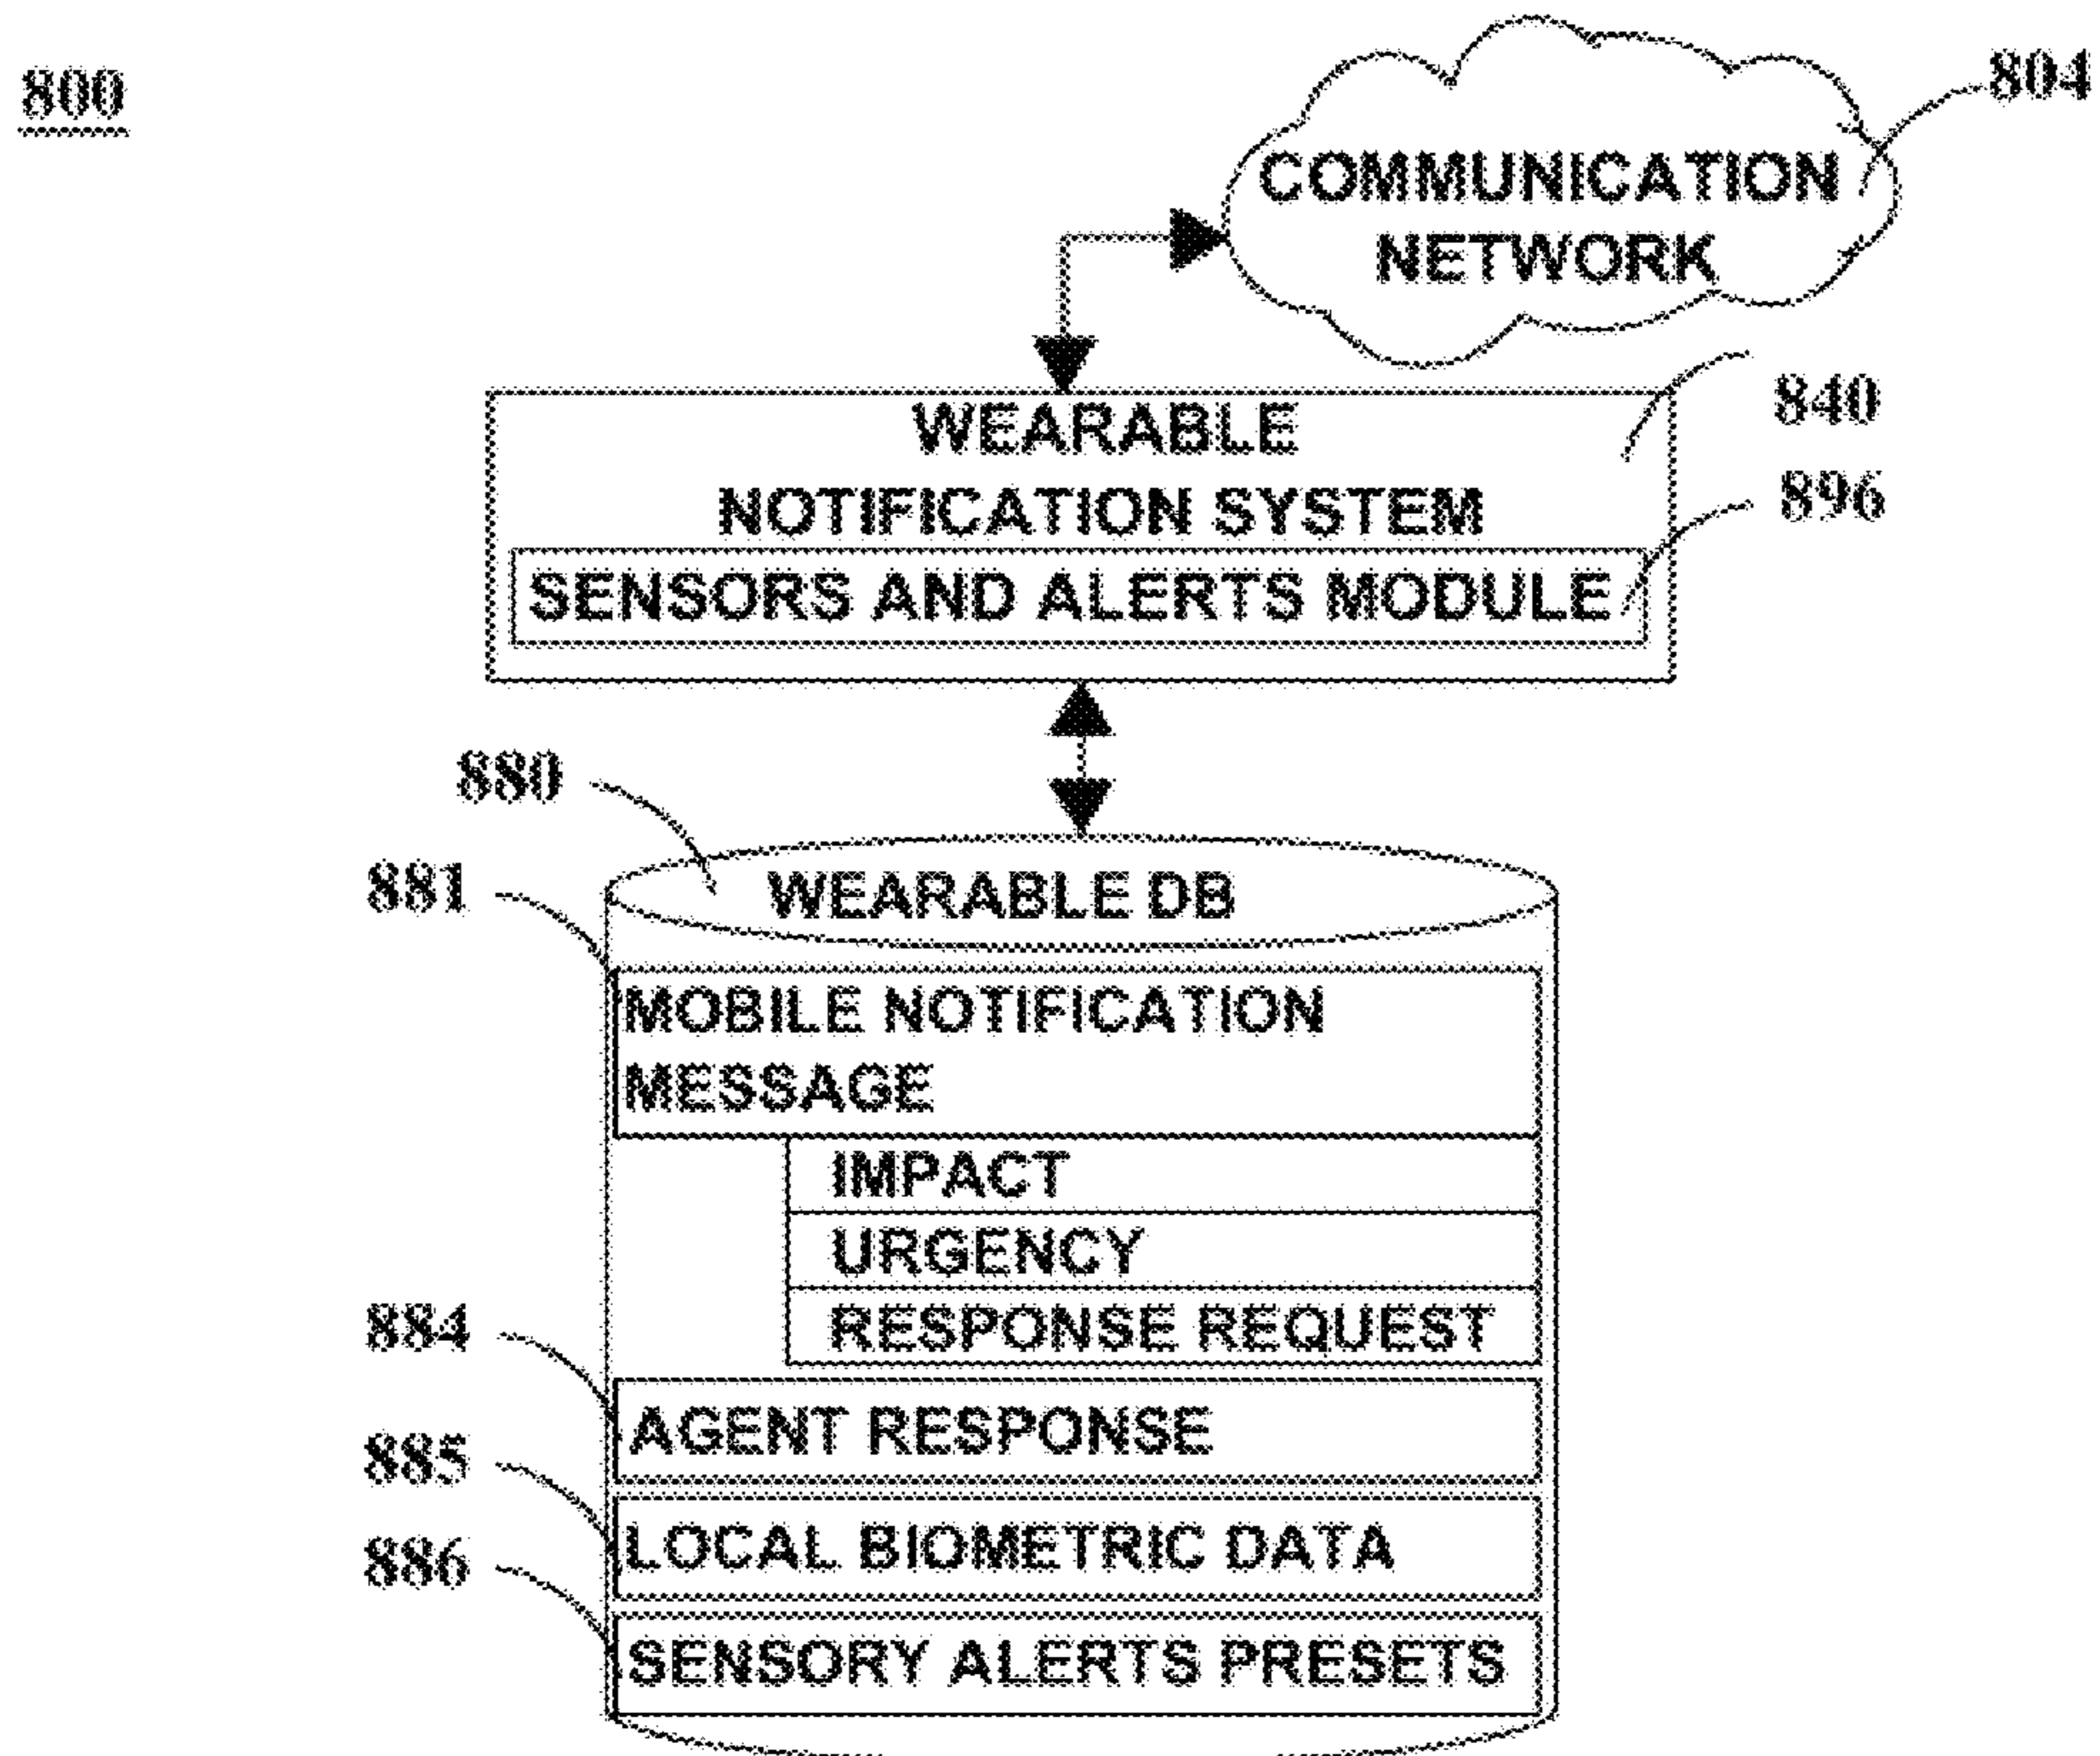 800
804
COMMUNICATION
NETWORK
840
WEARABLE
NOTIFICATION SYSTEM
896
SENSORS AND ALERTS MODULE
880
881
WEARABLE DB
MOBILE NOTIFICATION
MESSAGE
IMPACT
URGENCY
RESPONSE REQUEST
884
AGENT RESPONSE
885
LOCAL BIOMETRIC DATA
886
SENSORY ALERTS PRESETS